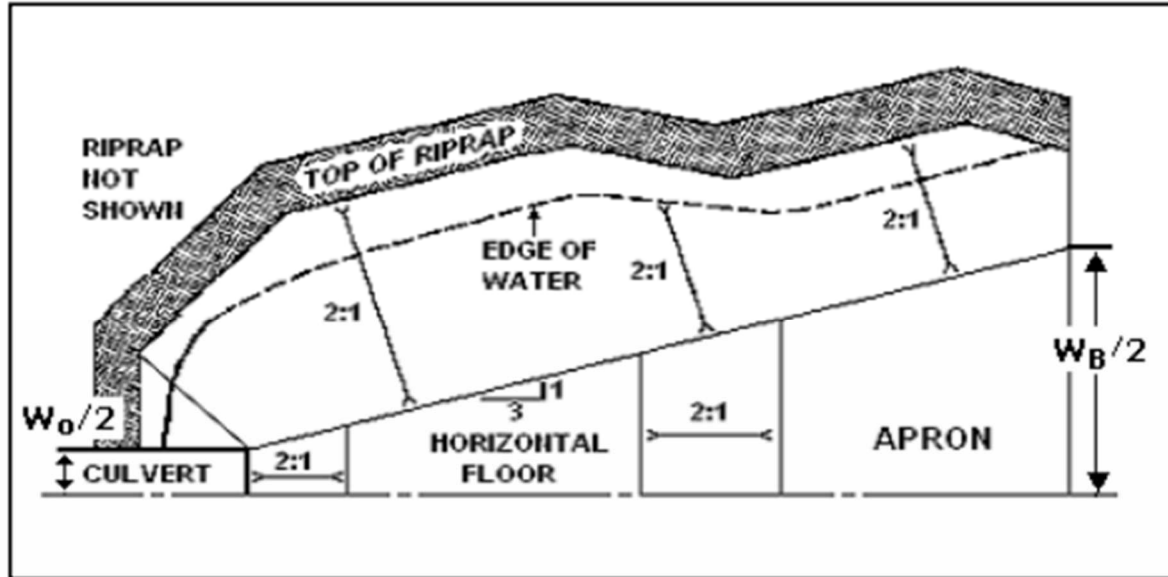 RIPRAP
NOT
SHOWN
TOP OF RIPRAP
EDGE OF
WATER
2:1
2:1
2:1
W₀/2
CULVERT
2:1
1
3
HORIZONTAL
FLOOR
2:1
APRON
W_B/2